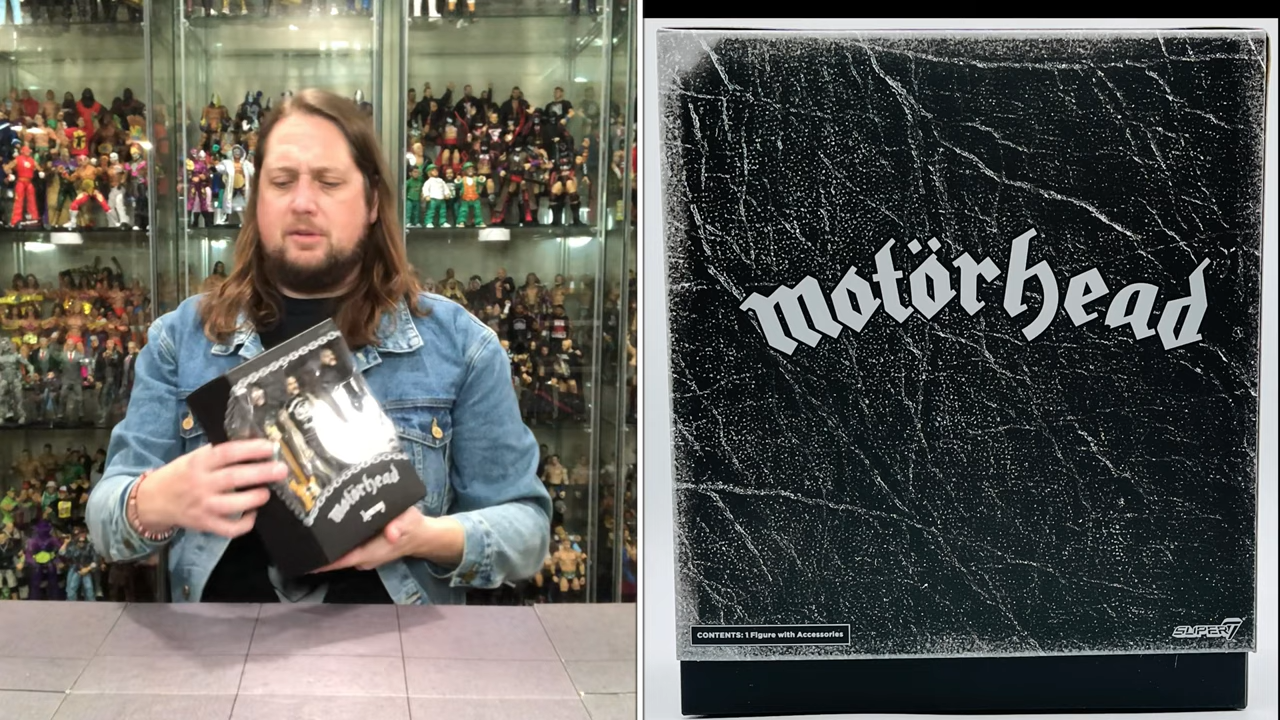 motörhead
Lemmy
motörhead
CONTENTS: 1 Figure with Accessories
SUPER7